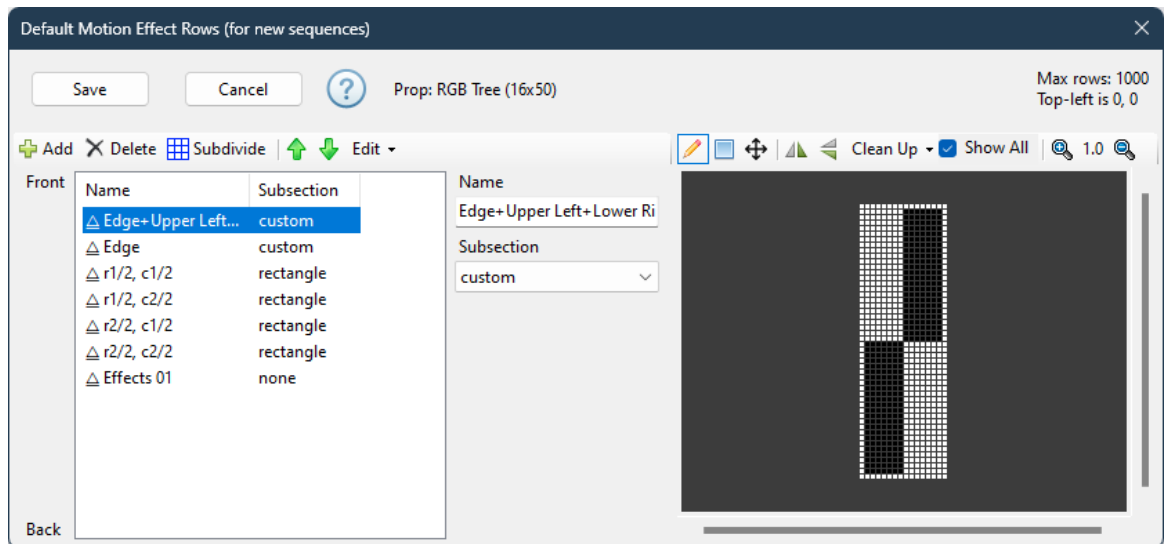 Default Motion Effect Rows (for new sequences)
Save
Cancel
?
Prop: RGB Tree (16x50)
Max rows: 1000
Top-left is 0, 0
Add
Delete
Subdivide
Edit
Clean Up
Show All
1.0
Front
Name
Subsection
Edge+Upper Left...
custom
Edge
custom
r1/2, c1/2
rectangle
r1/2, c2/2
rectangle
r2/2, c1/2
rectangle
r2/2, c2/2
rectangle
Effects 01
none
Back
Name
Edge+Upper Left+Lower Ri
Subsection
custom